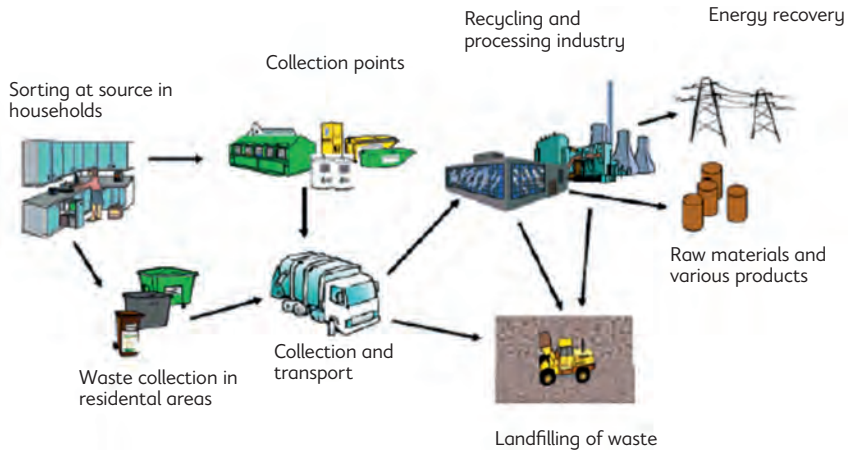 Sorting at source in
households
Collection points
Recycling and
processing industry
Energy recovery
Raw materials and
various products
Waste collection in
residental areas
Collection and
transport
Landfilling of waste